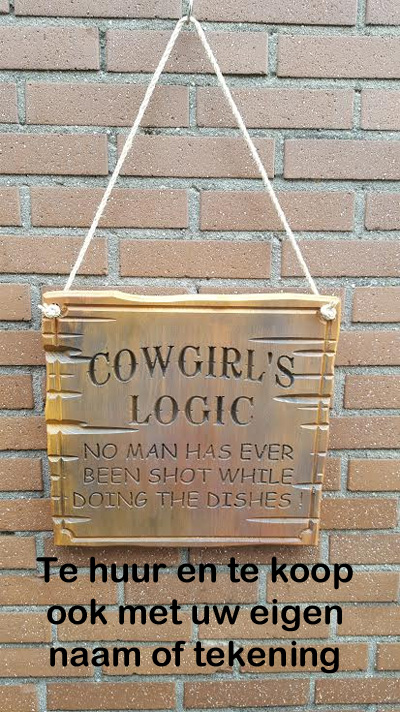 COWGIRL'S
LOGIC
NO MAN HAS EVER
BEEN SHOT WHILE
DOING THE DISHES !
Te huur en te koop
ook met uw eigen
naam of tekening